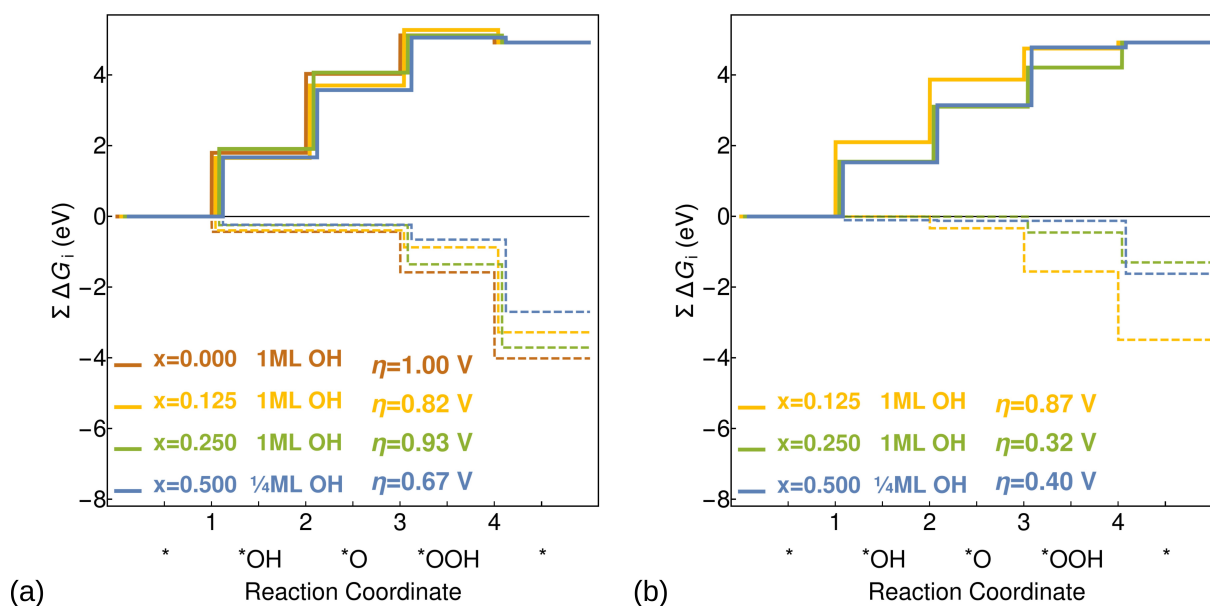 4
2
0
−2
−4
−6
−8
Σ ΔGi (eV)
x=0.000 1ML OH η=1.00 V
x=0.125 1ML OH η=0.82 V
x=0.250 1ML OH η=0.93 V
x=0.500 ¼ML OH η=0.67 V
1 2 3 4
* *OH *O *OOH *
Reaction Coordinate
(a)
4
2
0
−2
−4
−6
−8
Σ ΔGi (eV)
x=0.125 1ML OH η=0.87 V
x=0.250 1ML OH η=0.32 V
x=0.500 ¼ML OH η=0.40 V
1 2 3 4
* *OH *O *OOH *
Reaction Coordinate
(b)